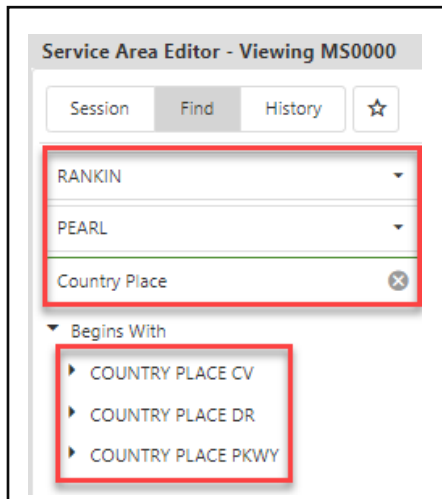 Service Area Editor - Viewing MS0000
Session Find History
RANKIN
PEARL
Country Place
Begins With
COUNTRY PLACE CV
COUNTRY PLACE DR
COUNTRY PLACE PKWY